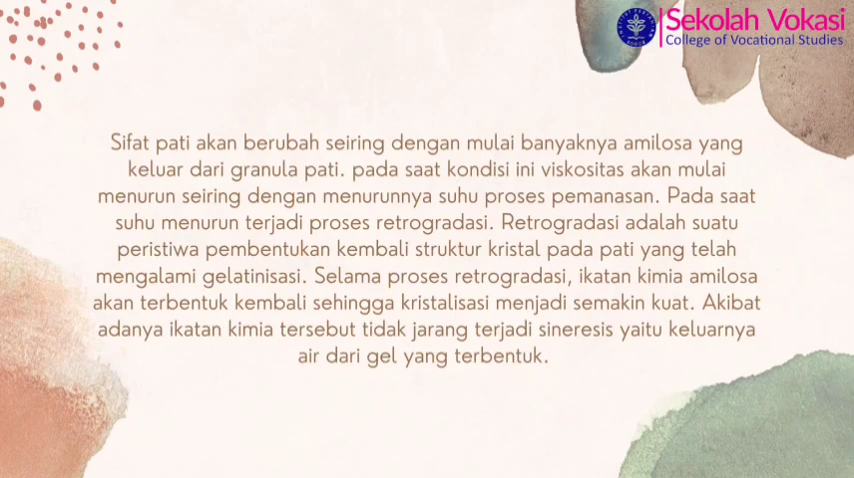 Sekolah Vokasi
College of Vocational Studies
Sifat pati akan berubah seiring dengan mulai banyaknya amilosa yang
keluar dari granula pati. pada saat kondisi ini viskositas akan mulai
menurun seiring dengan menurunnya suhu proses pemanasan. Pada saat
suhu menurun terjadi proses retrogradasi. Retrogradasi adalah suatu
peristiwa pembentukan kembali struktur kristal pada pati yang telah
mengalami gelatinisasi. Selama proses retrogradasi, ikatan kimia amilosa
akan terbentuk kembali sehingga kristalisasi menjadi semakin kuat. Akibat
adanya ikatan kimia tersebut tidak jarang terjadi sineresis yaitu keluarnya
air dari gel yang terbentuk.